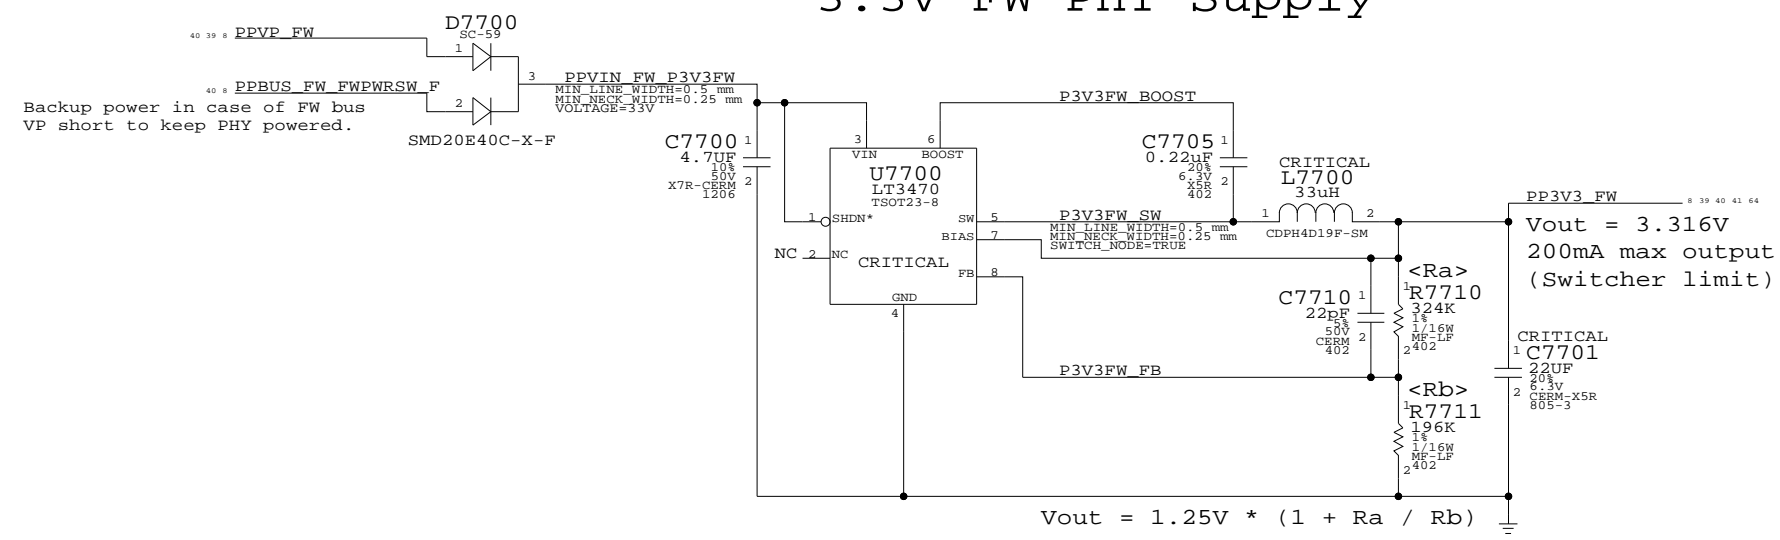 3.3V FW PHY Supply
D7700
SC-59
40 39 8 PPVP_FW
1
40 8 PPBUS_FW_FWPWRSW_F
2
3
PPVIN_FW_P3V3FW
MIN_LINE_WIDTH=0.5 mm
MIN_NECK_WIDTH=0.25 mm
VOLTAGE=33V
Backup power in case of FW bus
VP short to keep PHY powered.
SMD20E40C-X-F
C7700
1
4.7UF
10%
50V
X7R-CERM
1206
2
3
VIN
6
BOOST
U7700
LT3470
TSOT23-8
1
SHDN*
NC 2 NC
CRITICAL
SW 5
BIAS 7
FB 8
GND
4
P3V3FW_BOOST
C7705
1
0.22uF
20%
6.3V
X5R
402
2
P3V3FW_SW
MIN_LINE_WIDTH=0.5 mm
MIN_NECK_WIDTH=0.25 mm
SWITCH_NODE=TRUE
CRITICAL
L7700
33uH
1
2
CDPH4D19F-SM
PP3V3_FW
8 39 40 41 64
Vout = 3.316V
200mA max output
(Switcher limit)
C7710
1
22pF
5%
50V
CERM
402
2
<Ra>
1
R7710
324K
1%
1/16W
MF-LF
402
2
P3V3FW_FB
<Rb>
1
R7711
196K
1%
1/16W
MF-LF
402
2
CRITICAL
1
C7701
22UF
20%
6.3V
CERM-X5R
805-3
2
Vout = 1.25V * (1 + Ra / Rb)